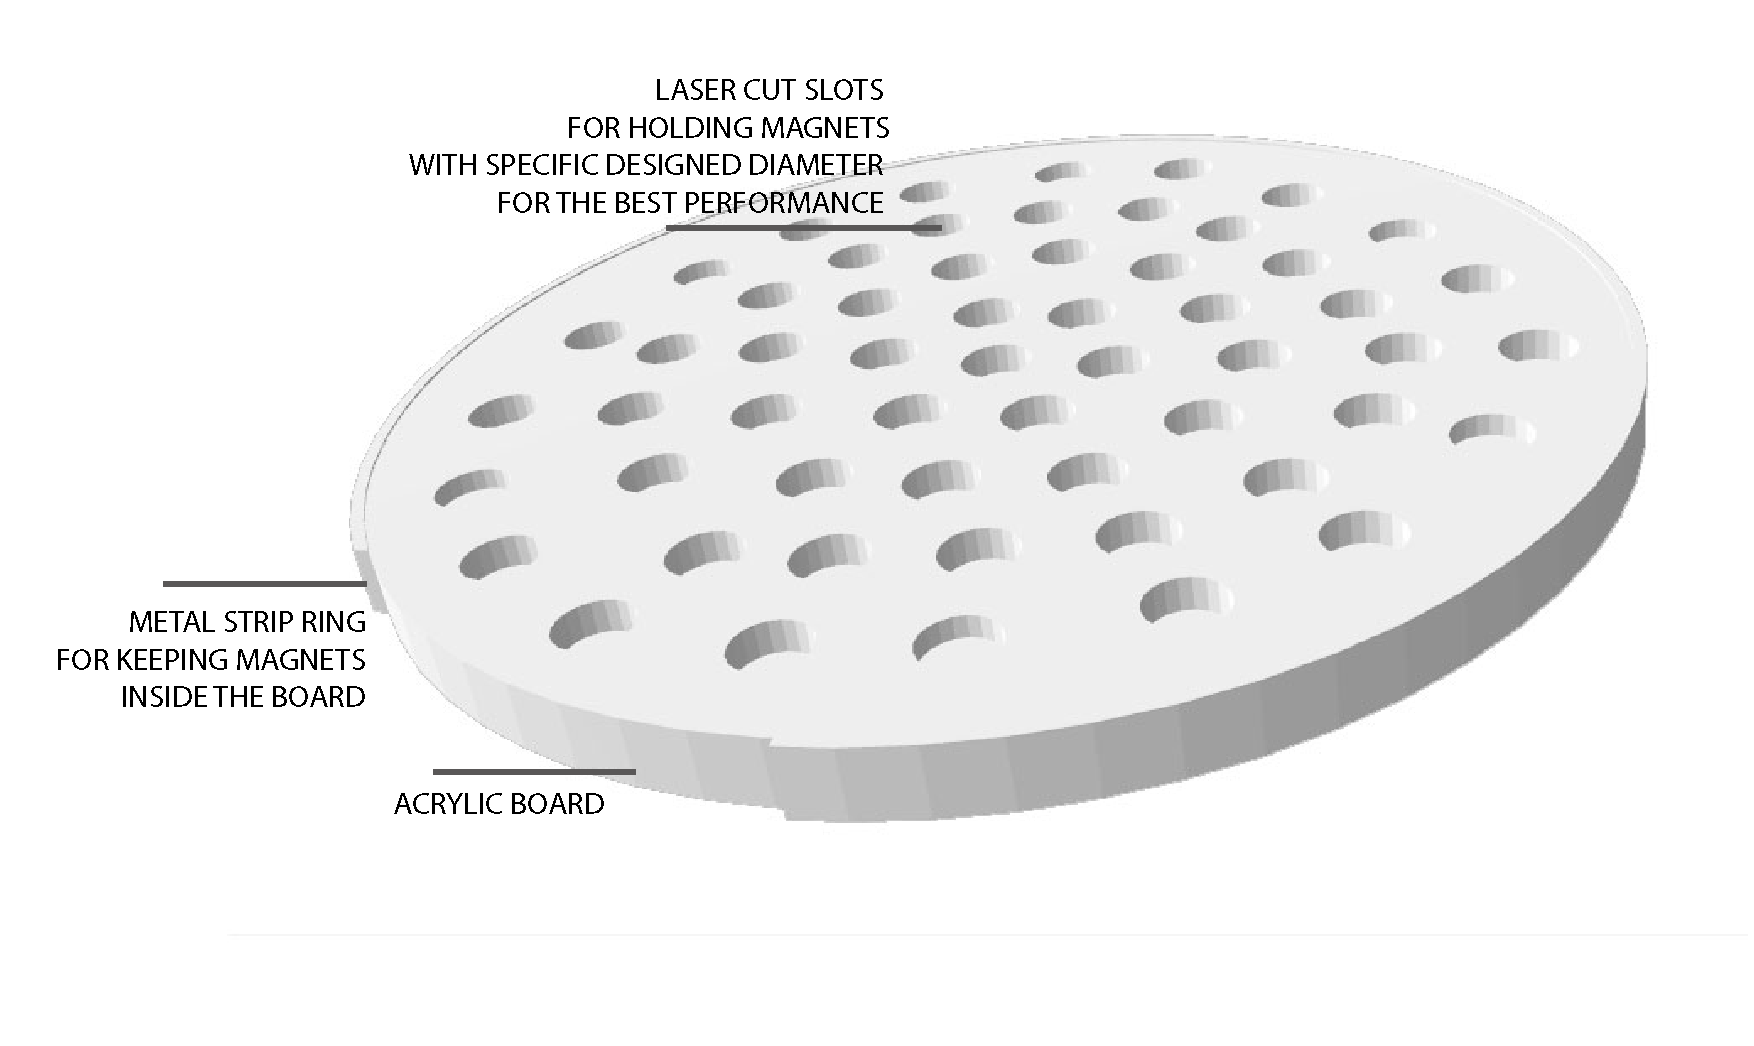 LASER CUT SLOTS
FOR HOLDING MAGNETS
WITH SPECIFIC DESIGNED DIAMETER
FOR THE BEST PERFORMANCE
METAL STRIP RING
FOR KEEPING MAGNETS
INSIDE THE BOARD
ACRYLIC BOARD